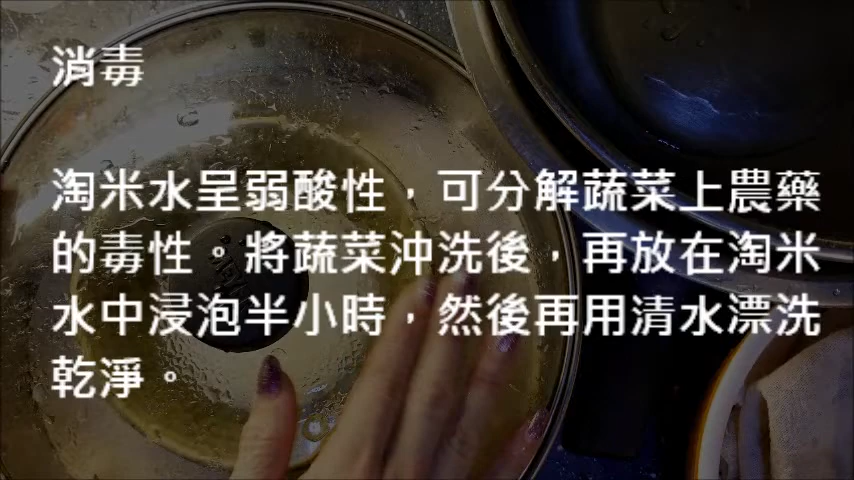 消毒
淘米水呈弱酸性，可分解蔬菜上農藥
的毒性。將蔬菜沖洗後，再放在淘米
水中浸泡半小時，然後再用清水漂洗
乾淨。